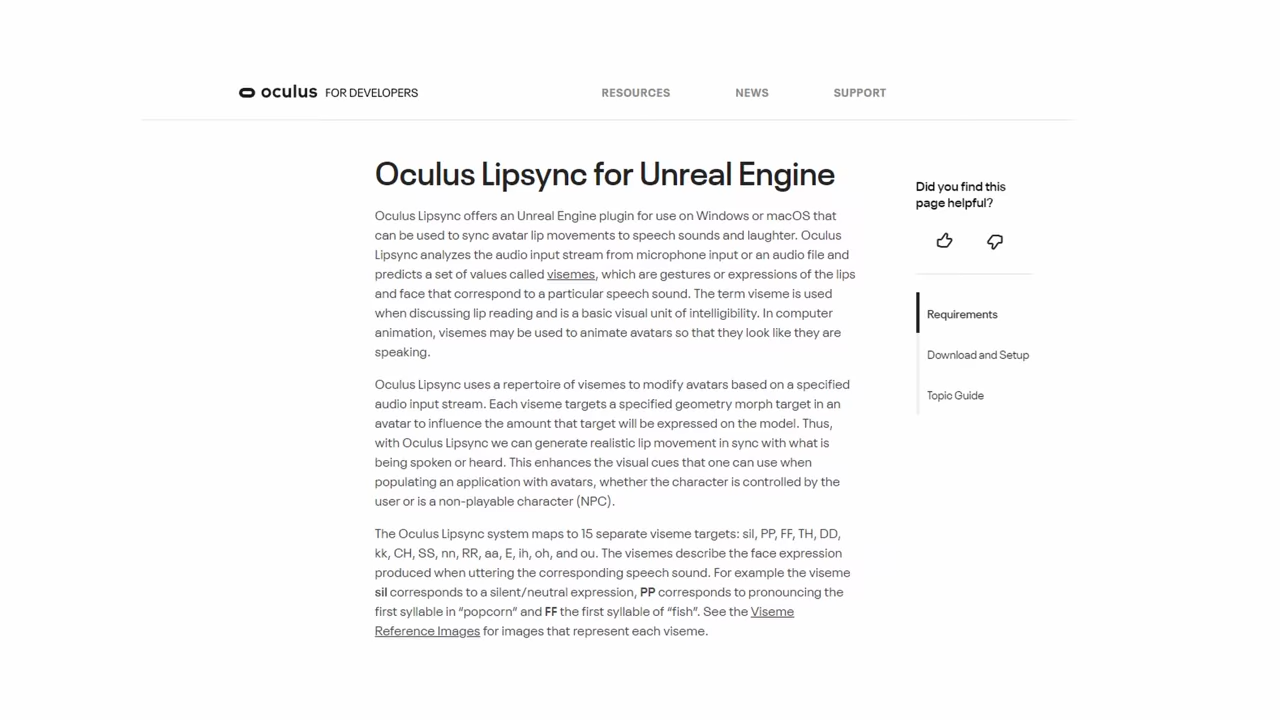 oculus FOR DEVELOPERS
RESOURCES
NEWS
SUPPORT
Oculus Lipsync for Unreal Engine
Oculus Lipsync offers an Unreal Engine plugin for use on Windows or macOS that
can be used to sync avatar lip movements to speech sounds and laughter. Oculus
Lipsync analyzes the audio input stream from microphone input or an audio file and
predicts a set of values called visemes, which are gestures or expressions of the lips
and face that correspond to a particular speech sound. The term viseme is used
when discussing lip reading and is a basic visual unit of intelligibility. In computer
animation, visemes may be used to animate avatars so that they look like they are
speaking.
Oculus Lipsync uses a repertoire of visemes to modify avatars based on a specified
audio input stream. Each viseme targets a specified geometry morph target in an
avatar to influence the amount that target will be expressed on the model. Thus,
with Oculus Lipsync we can generate realistic lip movement in sync with what is
being spoken or heard. This enhances the visual cues that one can use when
populating an application with avatars, whether the character is controlled by the
user or is a non-playable character (NPC).
The Oculus Lipsync system maps to 15 separate viseme targets: sil, PP, FF, TH, DD,
kk, CH, SS, nn, RR, aa, E, ih, oh, and ou. The visemes describe the face expression
produced when uttering the corresponding speech sound. For example the viseme
sil corresponds to a silent/neutral expression, PP corresponds to pronouncing the
first syllable in “popcorn” and FF the first syllable of “fish”. See the Viseme
Reference Images for images that represent each viseme.
Did you find this
page helpful?
Requirements
Download and Setup
Topic Guide